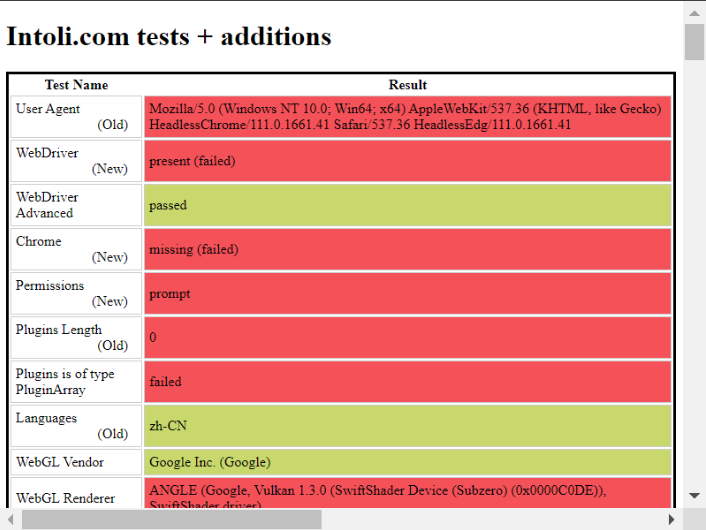 Intoli.com tests + additions
Test Name Result
User Agent
(Old)
Mozilla/5.0 (Windows NT 10.0; Win64; x64) AppleWebKit/537.36 (KHTML, like Gecko)
HeadlessChrome/111.0.1661.41 Safari/537.36 HeadlessEdg/111.0.1661.41
WebDriver
(New)
present (failed)
WebDriver
Advanced
passed
Chrome
(New)
missing (failed)
Permissions
(New)
prompt
Plugins Length
(Old)
0
Plugins is of type
PluginArray
failed
Languages
(Old)
zh-CN
WebGL Vendor
Google Inc. (Google)
WebGL Renderer
ANGLE (Google, Vulkan 1.3.0 (SwiftShader Device (Subzero) (0x0000C0DE)),
SwiftShader driver)